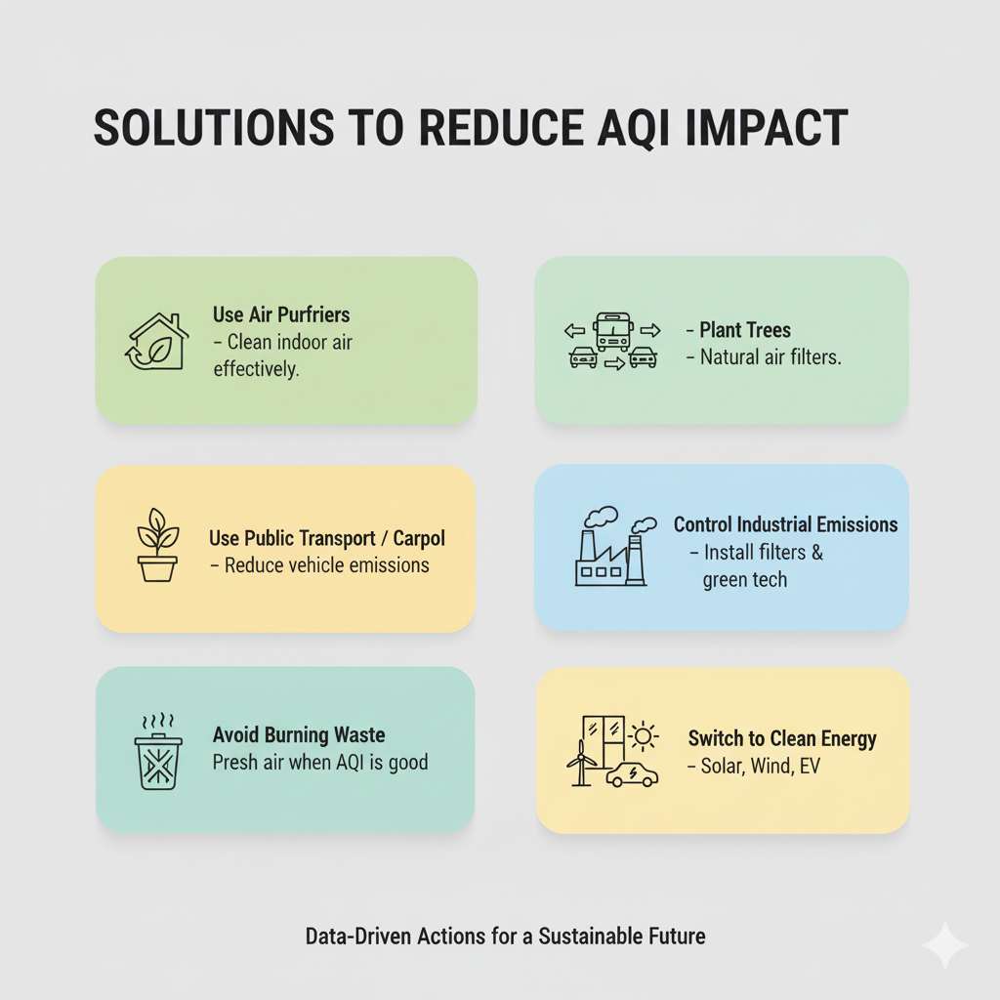 SOLUTIONS TO REDUCE AQI IMPACT
Use Air Purfriers
– Clean indoor air
effectively.
– Plant Trees
– Natural air filters.
Use Public Transport / Carpol
– Reduce vehicle emissions
Control Industrial Emissions
– Install filters &
green tech
Avoid Burning Waste
Presh air when AQI is good
Switch to Clean Energy
– Solar, Wind, EV
Data-Driven Actions for a Sustainable Future